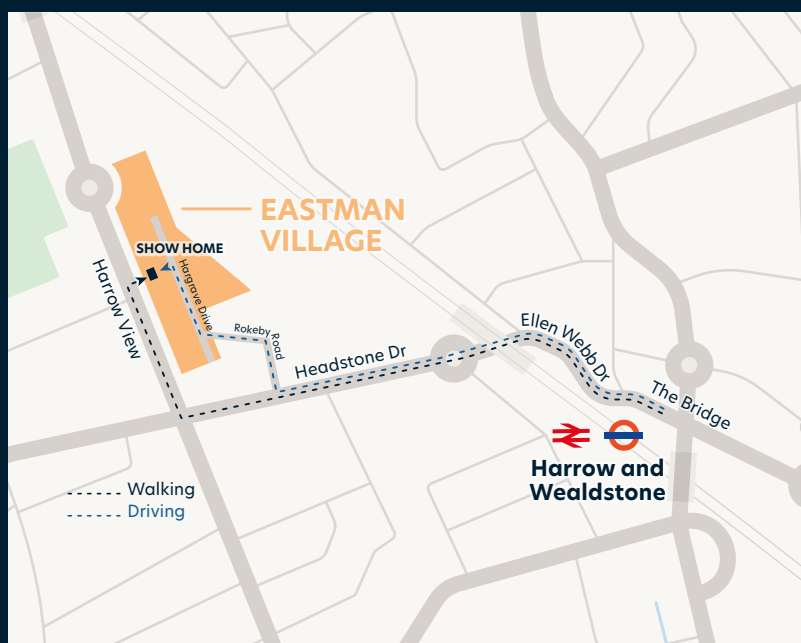 EASTMAN
VILLAGE
SHOW HOME
Harrow View
Hargrave Drive
Rokeby
Road
Headstone Dr
Ellen Webb Dr
The Bridge
Harrow and
Wealdstone
Walking
Driving